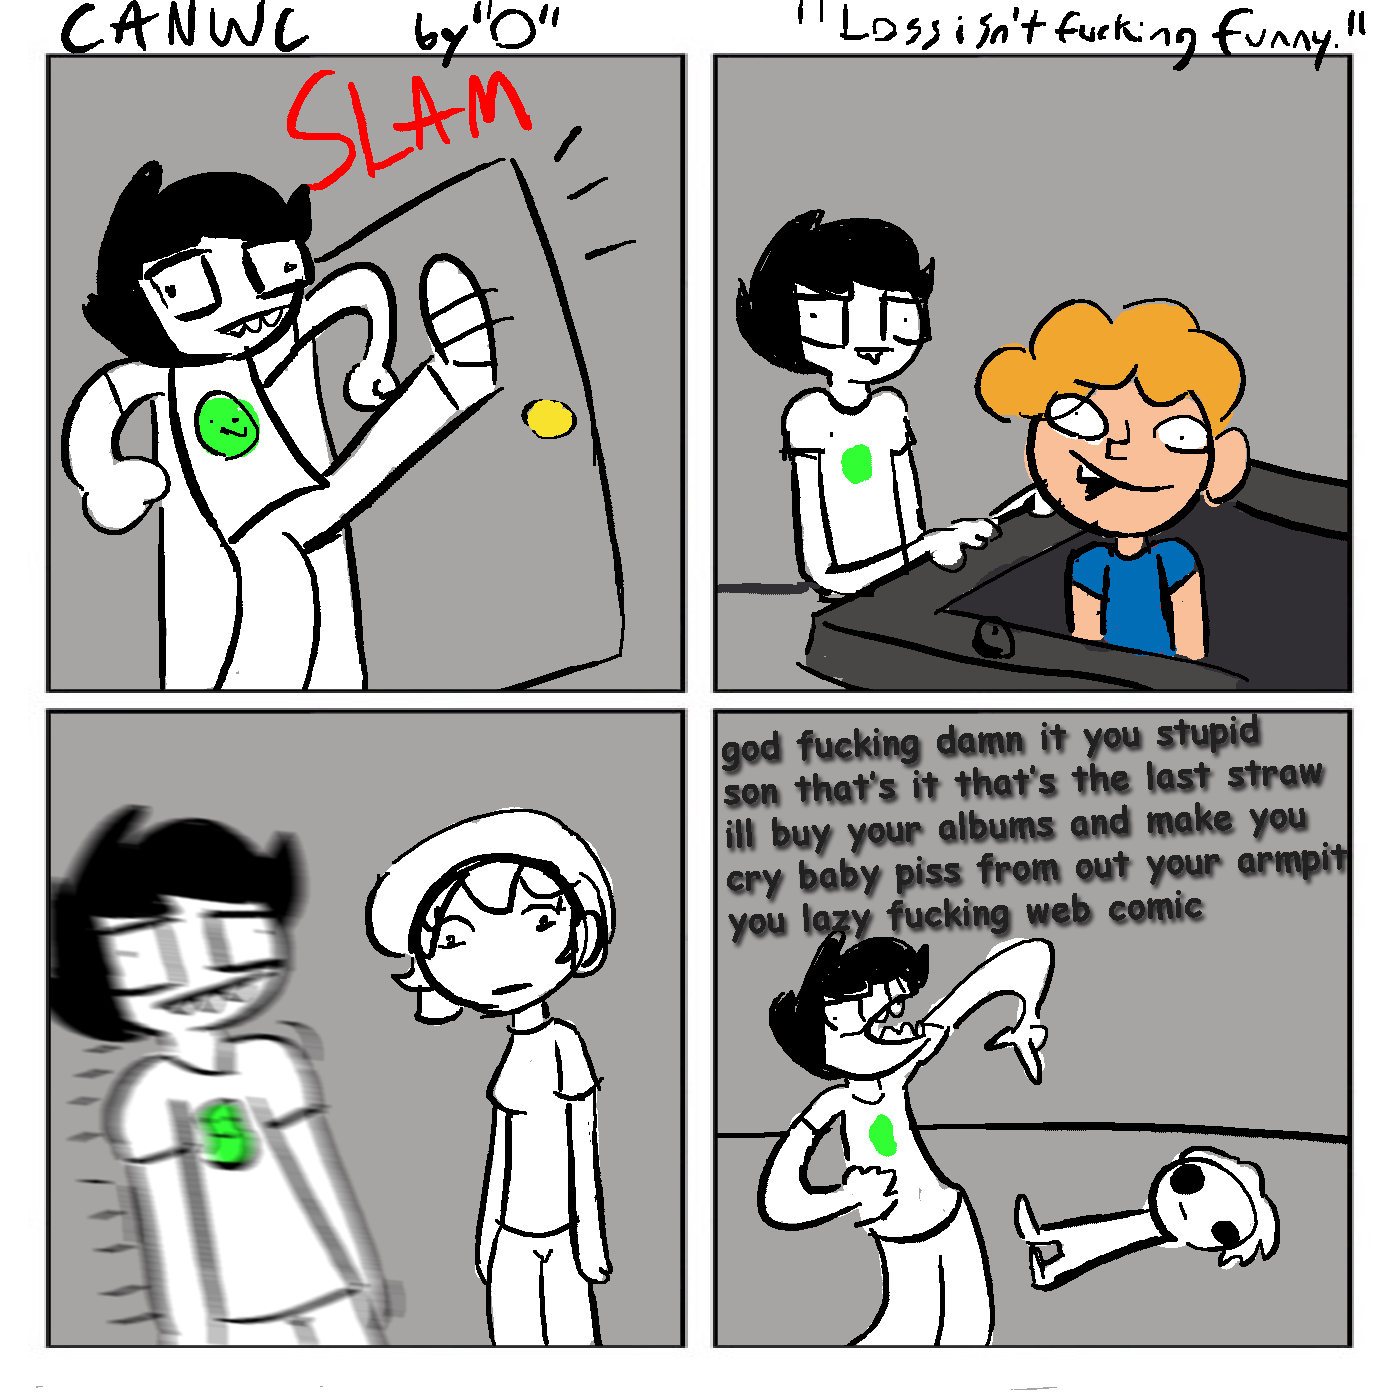 CANWC by "O" "Loss isn't fucking funny."
SLAM
god fucking damn it you stupid
son that's it that's the last straw
ill buy your albums and make you
cry baby piss from out your armpit
you lazy fucking web comic